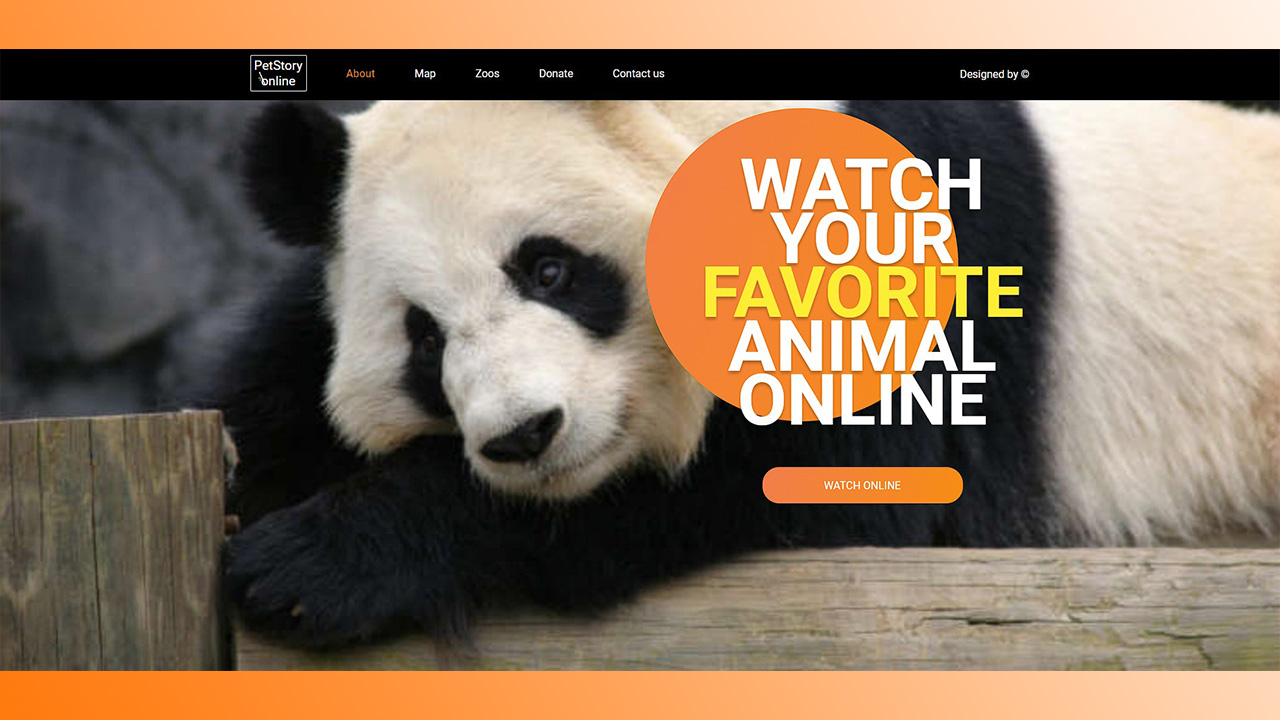 PetStory
online
About
Map
Zoos
Donate
Contact us
Designed by ©
WATCH
YOUR
FAVORITE
ANIMAL
ONLINE
WATCH ONLINE